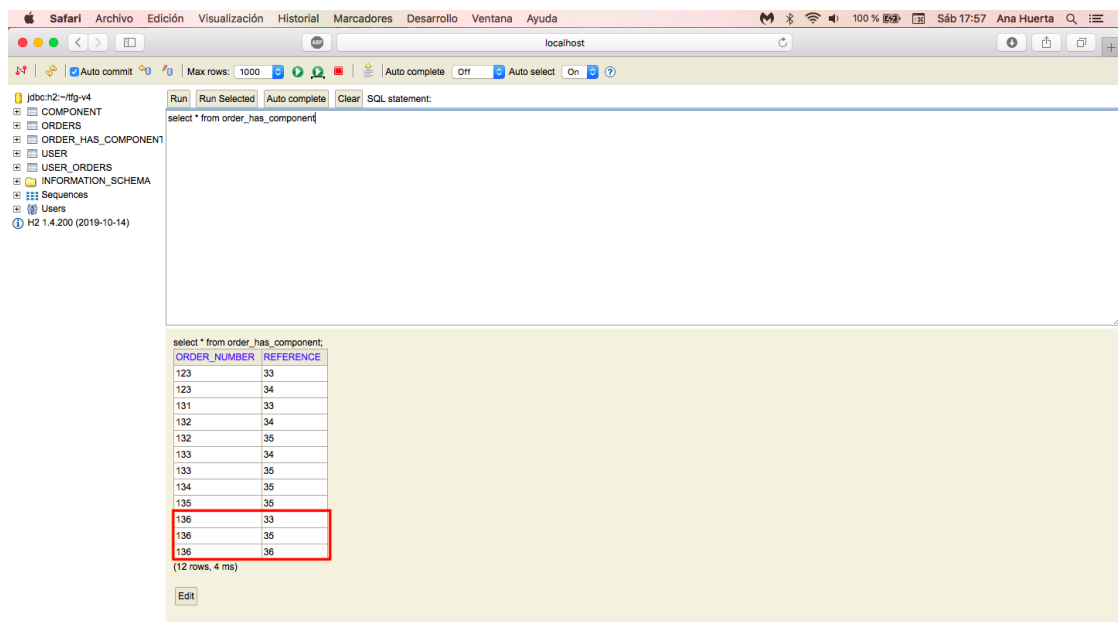 Safari Archivo Edición Visualización Historial Marcadores Desarrollo Ventana Ayuda 100 % Sáb 17:57 Ana Huerta
ABP localhost
Auto commit Max rows: 1000 Auto complete Off Auto select On
jdbc:h2:~/tfg-v4
COMPONENT
ORDERS
ORDER_HAS_COMPONENT
USER
USER_ORDERS
INFORMATION_SCHEMA
Sequences
Users
H2 1.4.200 (2019-10-14)
Run Run Selected Auto complete Clear SQL statement:
select * from order_has_component
select * from order_has_component;
ORDER_NUMBER REFERENCE
123 33
123 34
131 33
132 34
132 35
133 34
133 35
134 35
135 35
136 33
136 35
136 36
(12 rows, 4 ms)
Edit